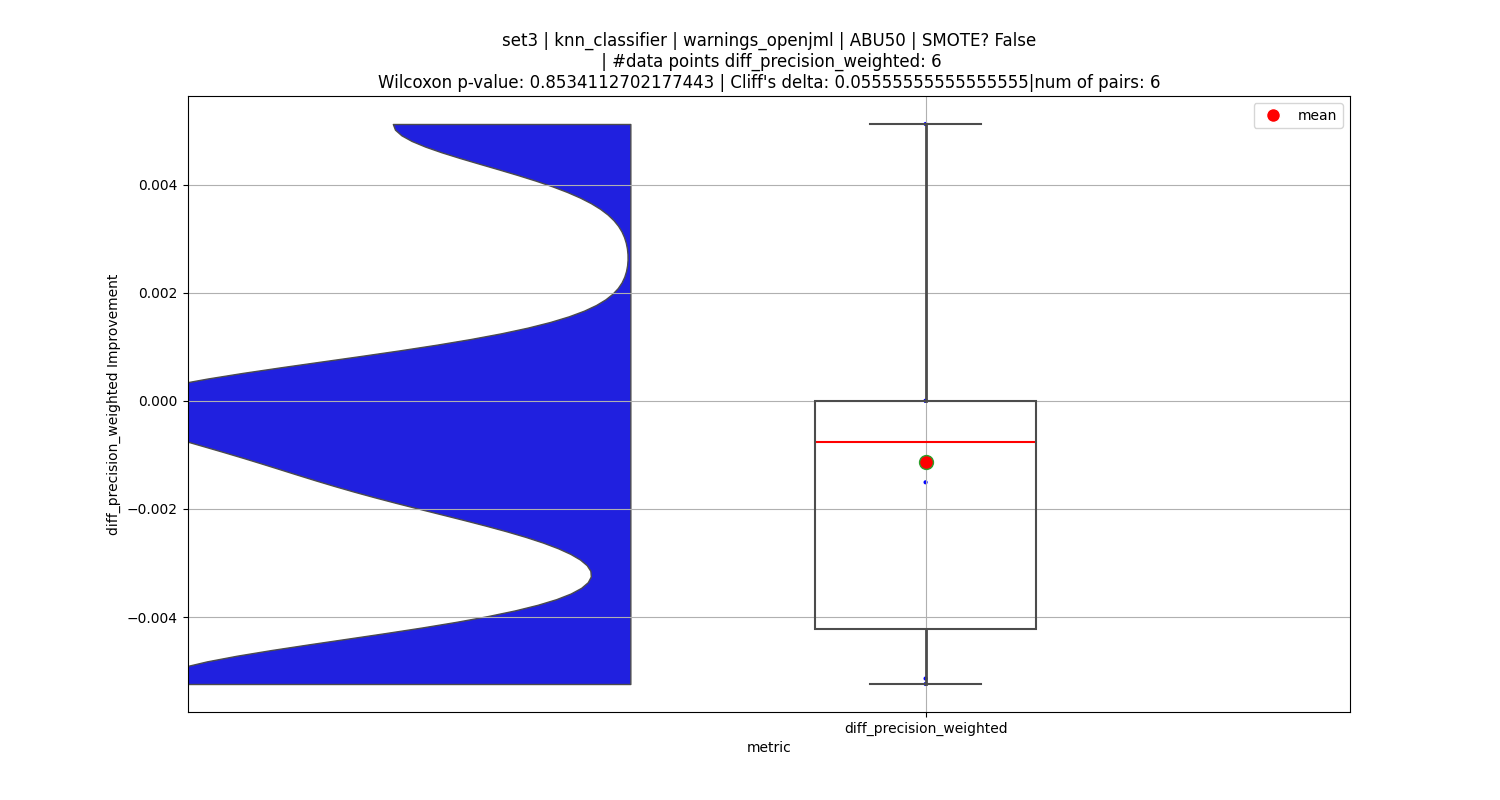 set3 | knn_classifier | warnings_openjml | ABU50 | SMOTE? False
| #data points diff_precision_weighted: 6
Wilcoxon p-value: 0.8534112702177443 | Cliff's delta: 0.05555555555555555|num of pairs: 6
mean
0.004
0.002
0.000
−0.002
−0.004
diff_precision_weighted Improvement
diff_precision_weighted
metric